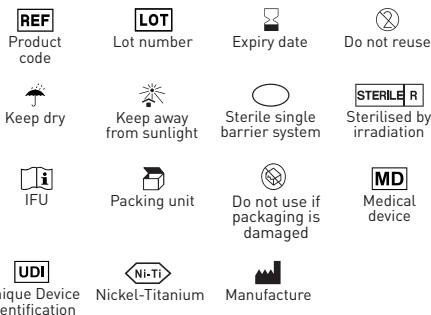 REF LOT
Product Lot number Expiry date Do not reuse
code
STERILE R
Keep dry Keep away Sterile single Sterilised by
from sunlight barrier system irradiation
i MD
IFU Packing unit Do not use if Medical
packaging is device
damaged
UDI Ni-Ti
nique Device Nickel-Titanium Manufacture
entification